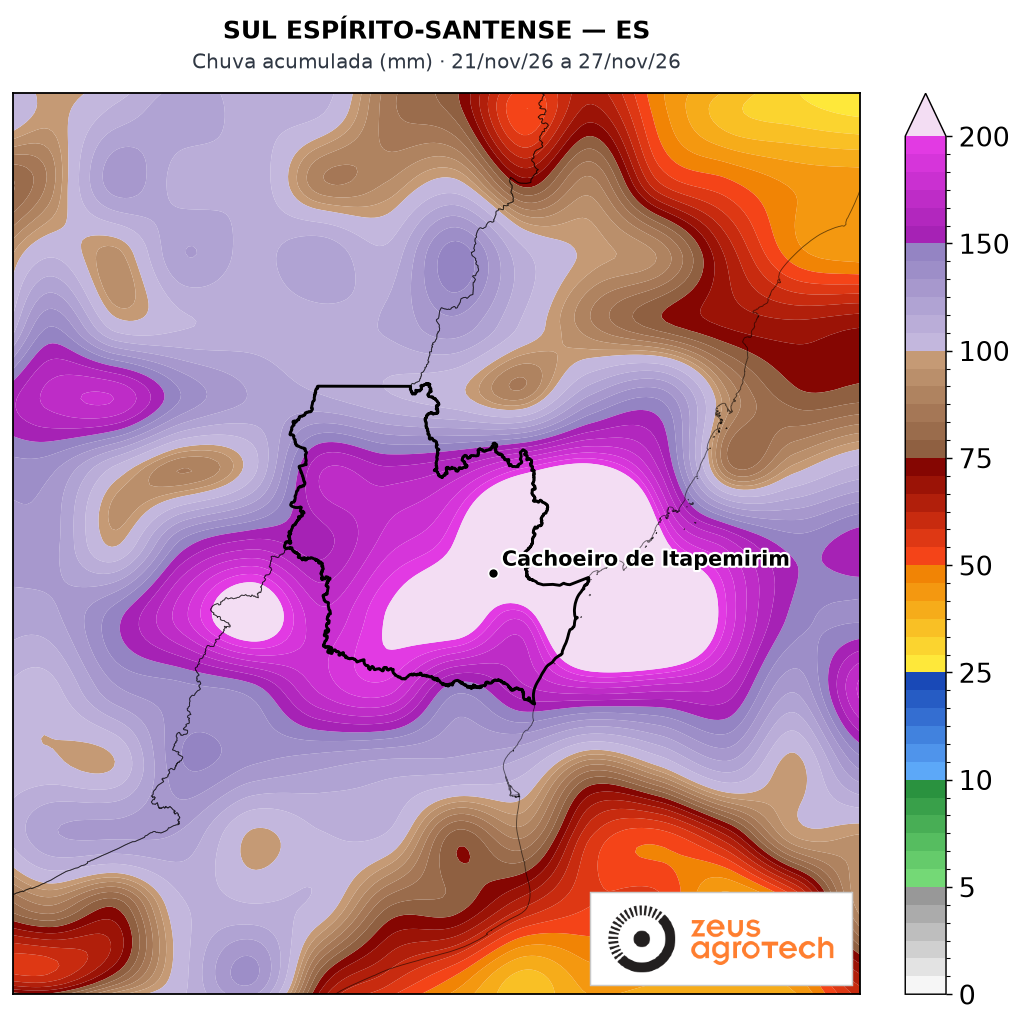 SUL ESPÍRITO-SANTENSE — ES
Chuva acumulada (mm) · 21/nov/26 a 27/nov/26
200
150
100
75
50
25
10
5
0
Cachoeiro de Itapemirim
zeus
agrotech